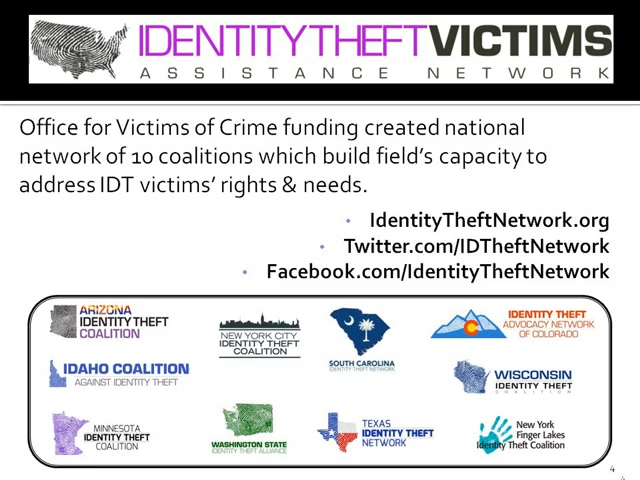 IDENTITYTHEFTVICTIMS
ASSISTANCE NETWORK
Office for Victims of Crime funding created national
network of 10 coalitions which build field's capacity to
address IDT victims' rights & needs.
• IdentityTheftNetwork.org
• Twitter.com/IDTheftNetwork
• Facebook.com/IdentityTheftNetwork
ARIZONA
IDENTITY THEFT
COALITION
NEW YORK CITY
IDENTITY THEFT
COALITION
SOUTH CAROLINA
IDENTITY THEFT NETWORK
IDENTITY THEFT
ADVOCACY NETWORK
OF COLORADO
IDAHO COALITION
AGAINST IDENTITY THEFT
WISCONSIN
IDENTITY THEFT
COALITION
MINNESOTA
IDENTITY THEFT
COALITION
WASHINGTON STATE
IDENTITY THEFT ALLIANCE
TEXAS
IDENTITY THEFT
NETWORK
New York
Finger Lakes
Identity Theft Coalition
4
4